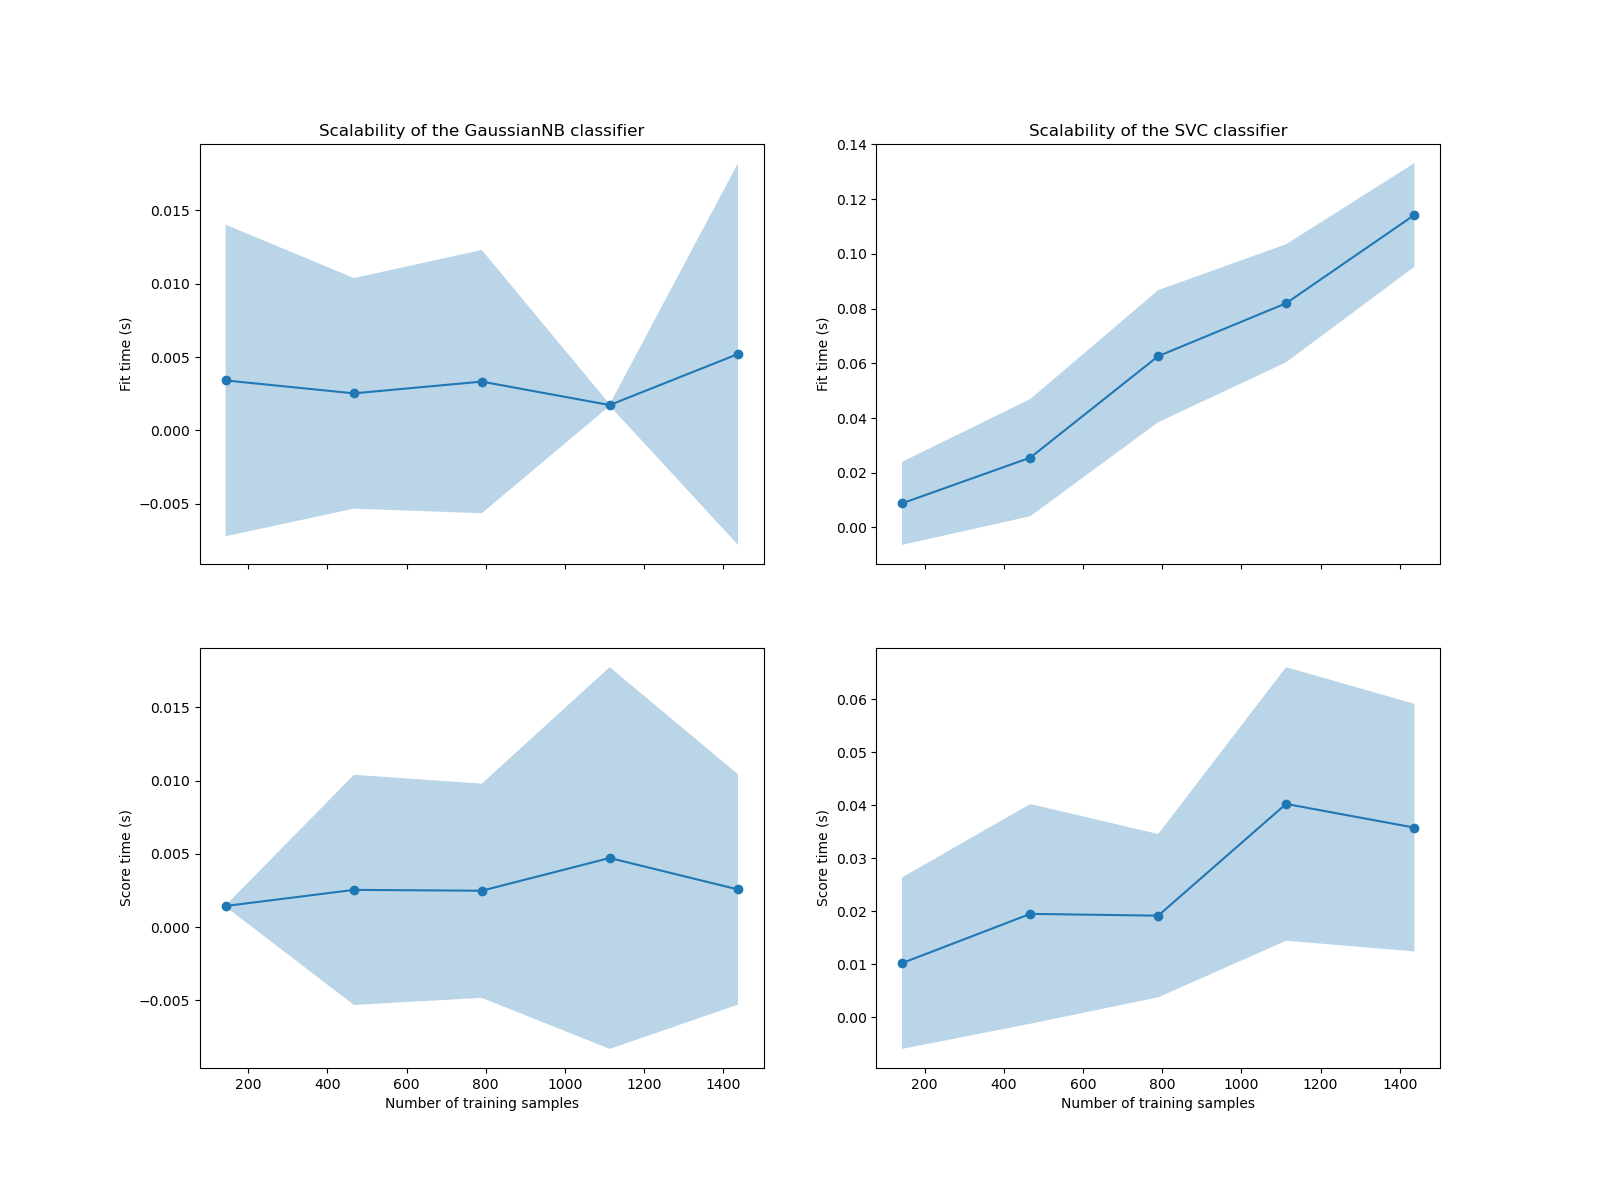 Scalability of the GaussianNB classifier
Fit time (s)
0.015
0.010
0.005
0.000
−0.005
Scalability of the SVC classifier
Fit time (s)
0.14
0.12
0.10
0.08
0.06
0.04
0.02
0.00
Score time (s)
0.015
0.010
0.005
0.000
−0.005
200 400 600 800 1000 1200 1400
Number of training samples
Score time (s)
0.06
0.05
0.04
0.03
0.02
0.01
0.00
200 400 600 800 1000 1200 1400
Number of training samples